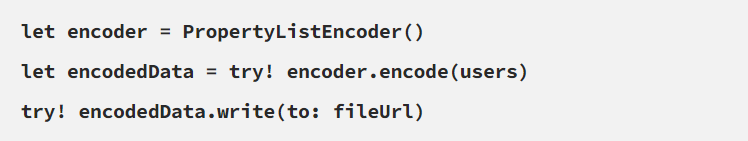 let encoder = PropertyListEncoder()
let encodedData = try! encoder.encode(users)
try! encodedData.write(to: fileUrl)